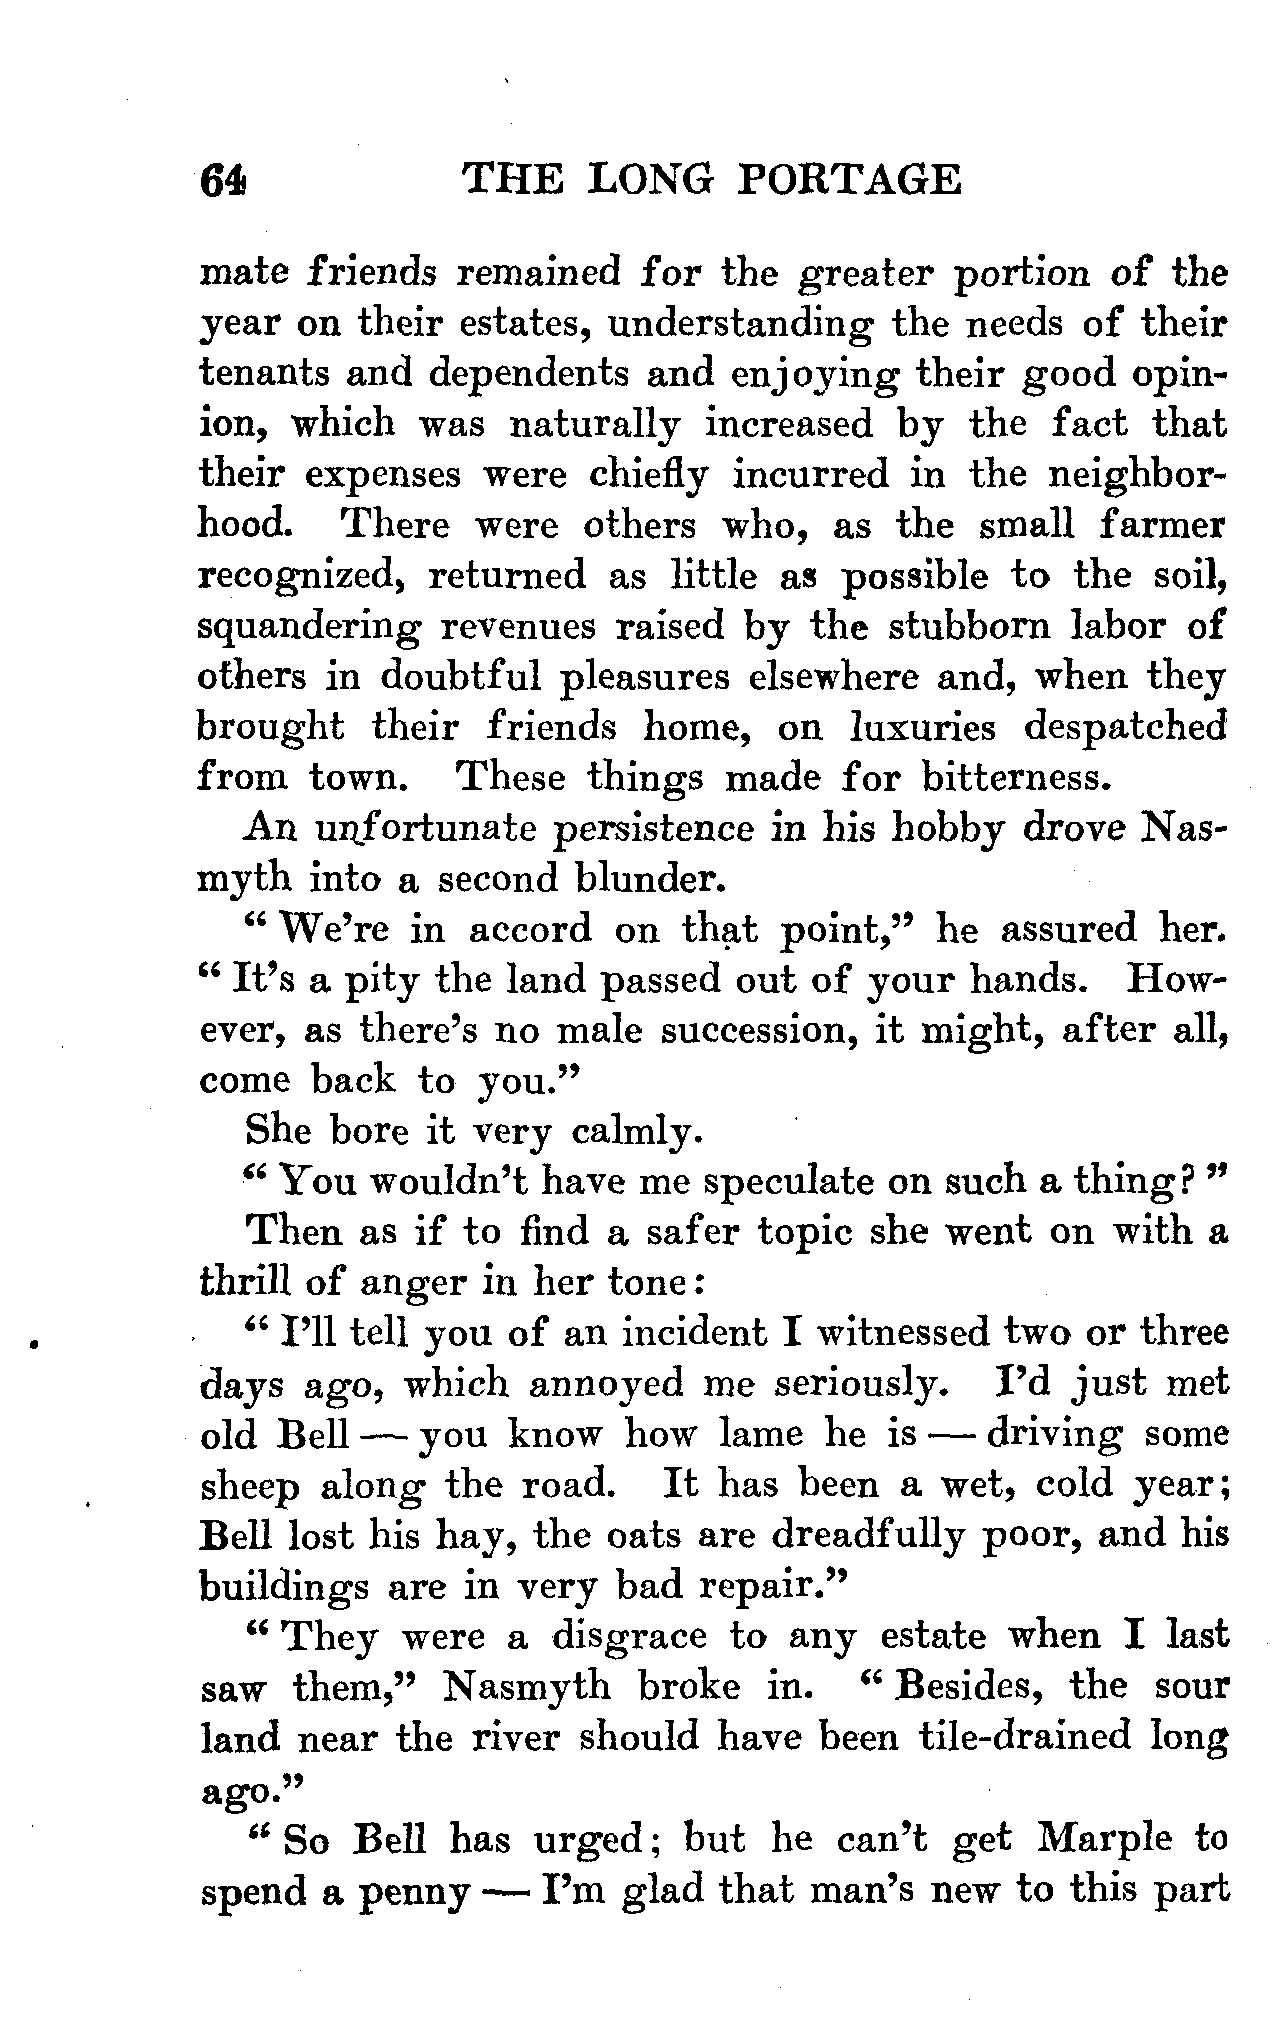 64 THE LONG PORTAGE
mate friends remained for the greater portion of the
year on their estates, understanding the needs of their
tenants and dependents and enjoying their good opin-
ion, which was naturally increased by the fact that
their expenses were chiefly incurred in the neighbor-
hood. There were others who, as the small farmer
recognized, returned as little as possible to the soil,
squandering revenues raised by the stubborn labor of
others in doubtful pleasures elsewhere and, when they
brought their friends home, on luxuries despatched
from town. These things made for bitterness.
An unfortunate persistence in his hobby drove Nas-
myth into a second blunder.
“ We’re in accord on that point,” he assured her.
“ It’s a pity the land passed out of your hands. How-
ever, as there’s no male succession, it might, after all,
come back to you.”
She bore it very calmly.
“ You wouldn’t have me speculate on such a thing? ”
Then as if to find a safer topic she went on with a
thrill of anger in her tone:
“ I’ll tell you of an incident I witnessed two or three
days ago, which annoyed me seriously. I’d just met
old Bell — you know how lame he is — driving some
sheep along the road. It has been a wet, cold year;
Bell lost his hay, the oats are dreadfully poor, and his
buildings are in very bad repair.”
“ They were a disgrace to any estate when I last
saw them,” Nasmyth broke in. “ Besides, the sour
land near the river should have been tile-drained long
ago.”
“ So Bell has urged; but he can’t get Marple to
spend a penny — I’m glad that man’s new to this part